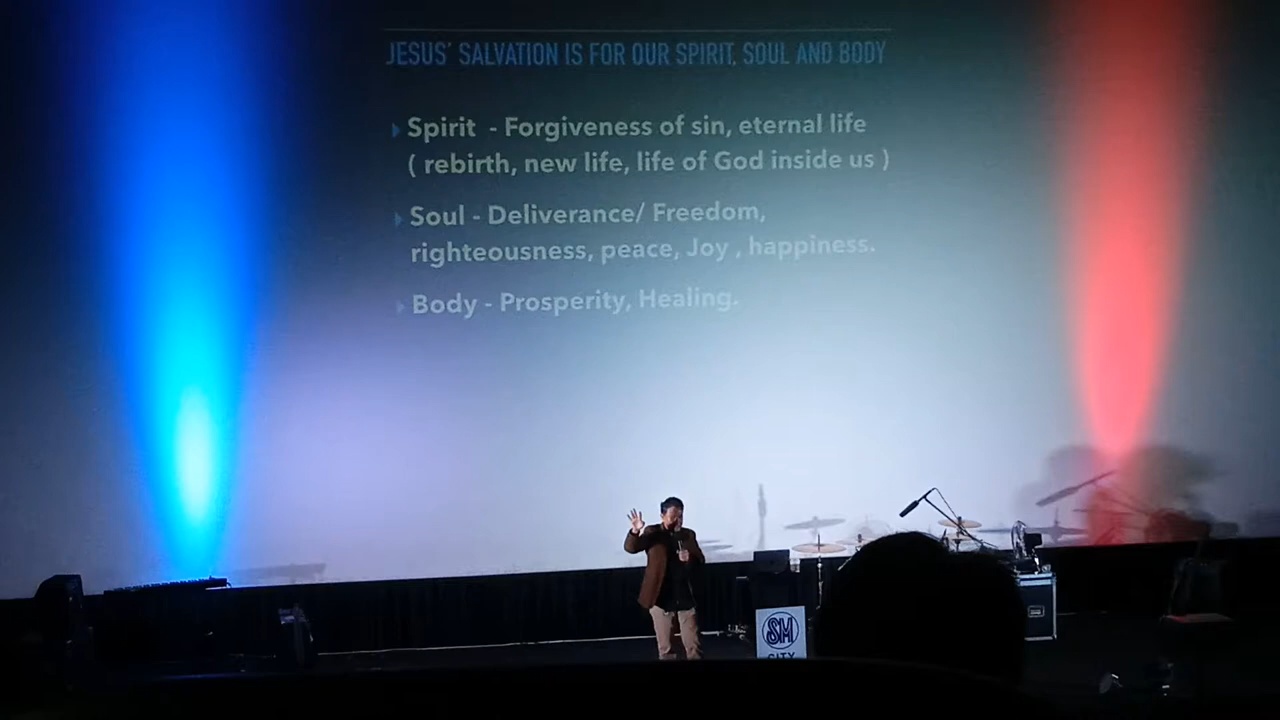 JESUS' SALVATION IS FOR OUR SPIRIT, SOUL AND BODY
Spirit - Forgiveness of sin, eternal life
( rebirth, new life, life of God inside us )
Soul - Deliverance/ Freedom,
righteousness, peace, Joy , happiness.
Body - Prosperity, Healing.
SM
CITY